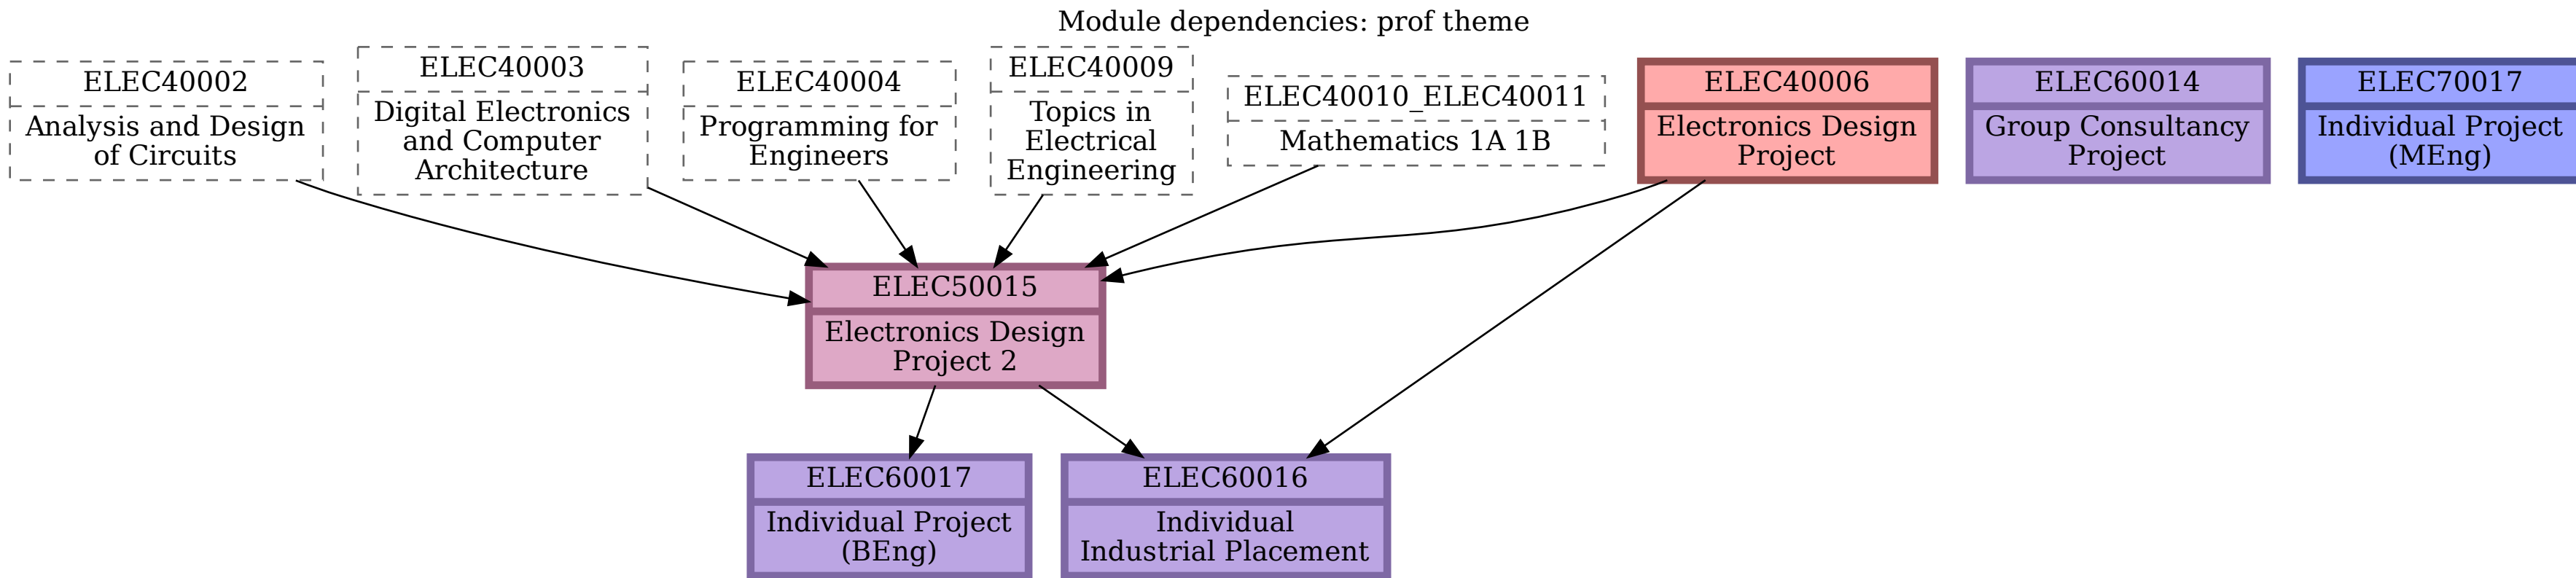 Module dependencies: prof theme
ELEC40002
Analysis and Design
of Circuits
ELEC40003
Digital Electronics
and Computer
Architecture
ELEC40004
Programming for
Engineers
ELEC40009
Topics in
Electrical
Engineering
ELEC40010_ELEC40011
Mathematics 1A 1B
ELEC40006
Electronics Design
Project
ELEC60014
Group Consultancy
Project
ELEC70017
Individual Project
(MEng)
ELEC50015
Electronics Design
Project 2
ELEC60017
Individual Project
(BEng)
ELEC60016
Individual
Industrial Placement